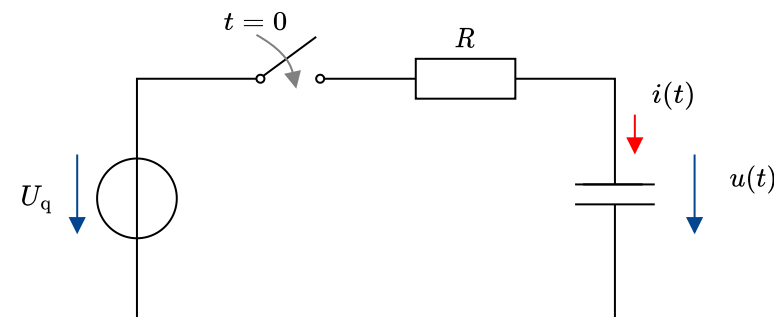 t = 0
R
i(t)
U_q
u(t)